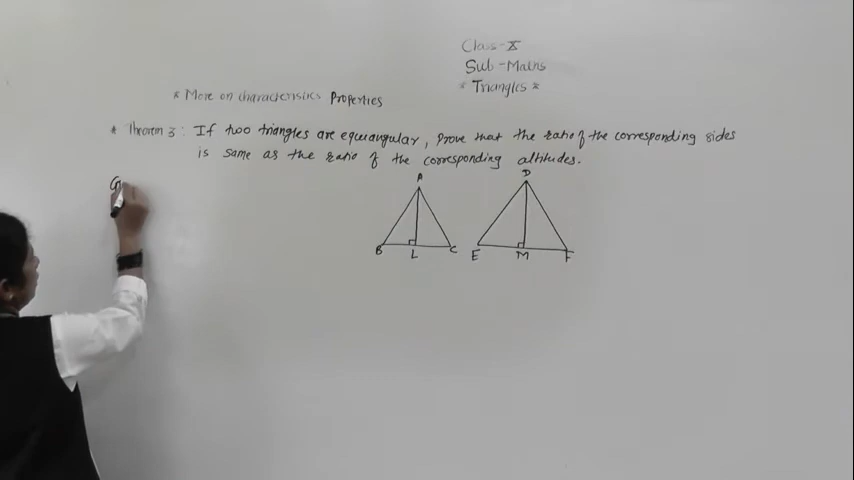 Class-X
Sub-Maths
* Triangles *
* More on characteristics Properties
* Theorem 3: If two triangles are equiangular, prove that the ratio of the corresponding sides
is same as the ratio of the corresponding altitudes.
G
A
D
B
L
C
E
M
F